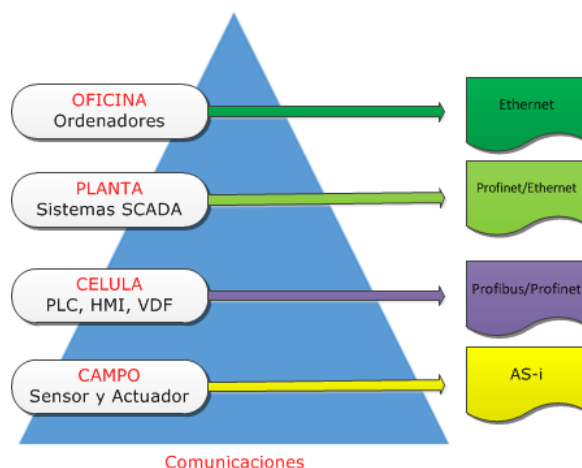 OFICINA
Ordenadores
Ethernet
PLANTA
Sistemas SCADA
Profinet/Ethernet
CELULA
PLC, HMI, VDF
Profibus/Profinet
CAMPO
Sensor y Actuador
AS-i
Comunicaciones